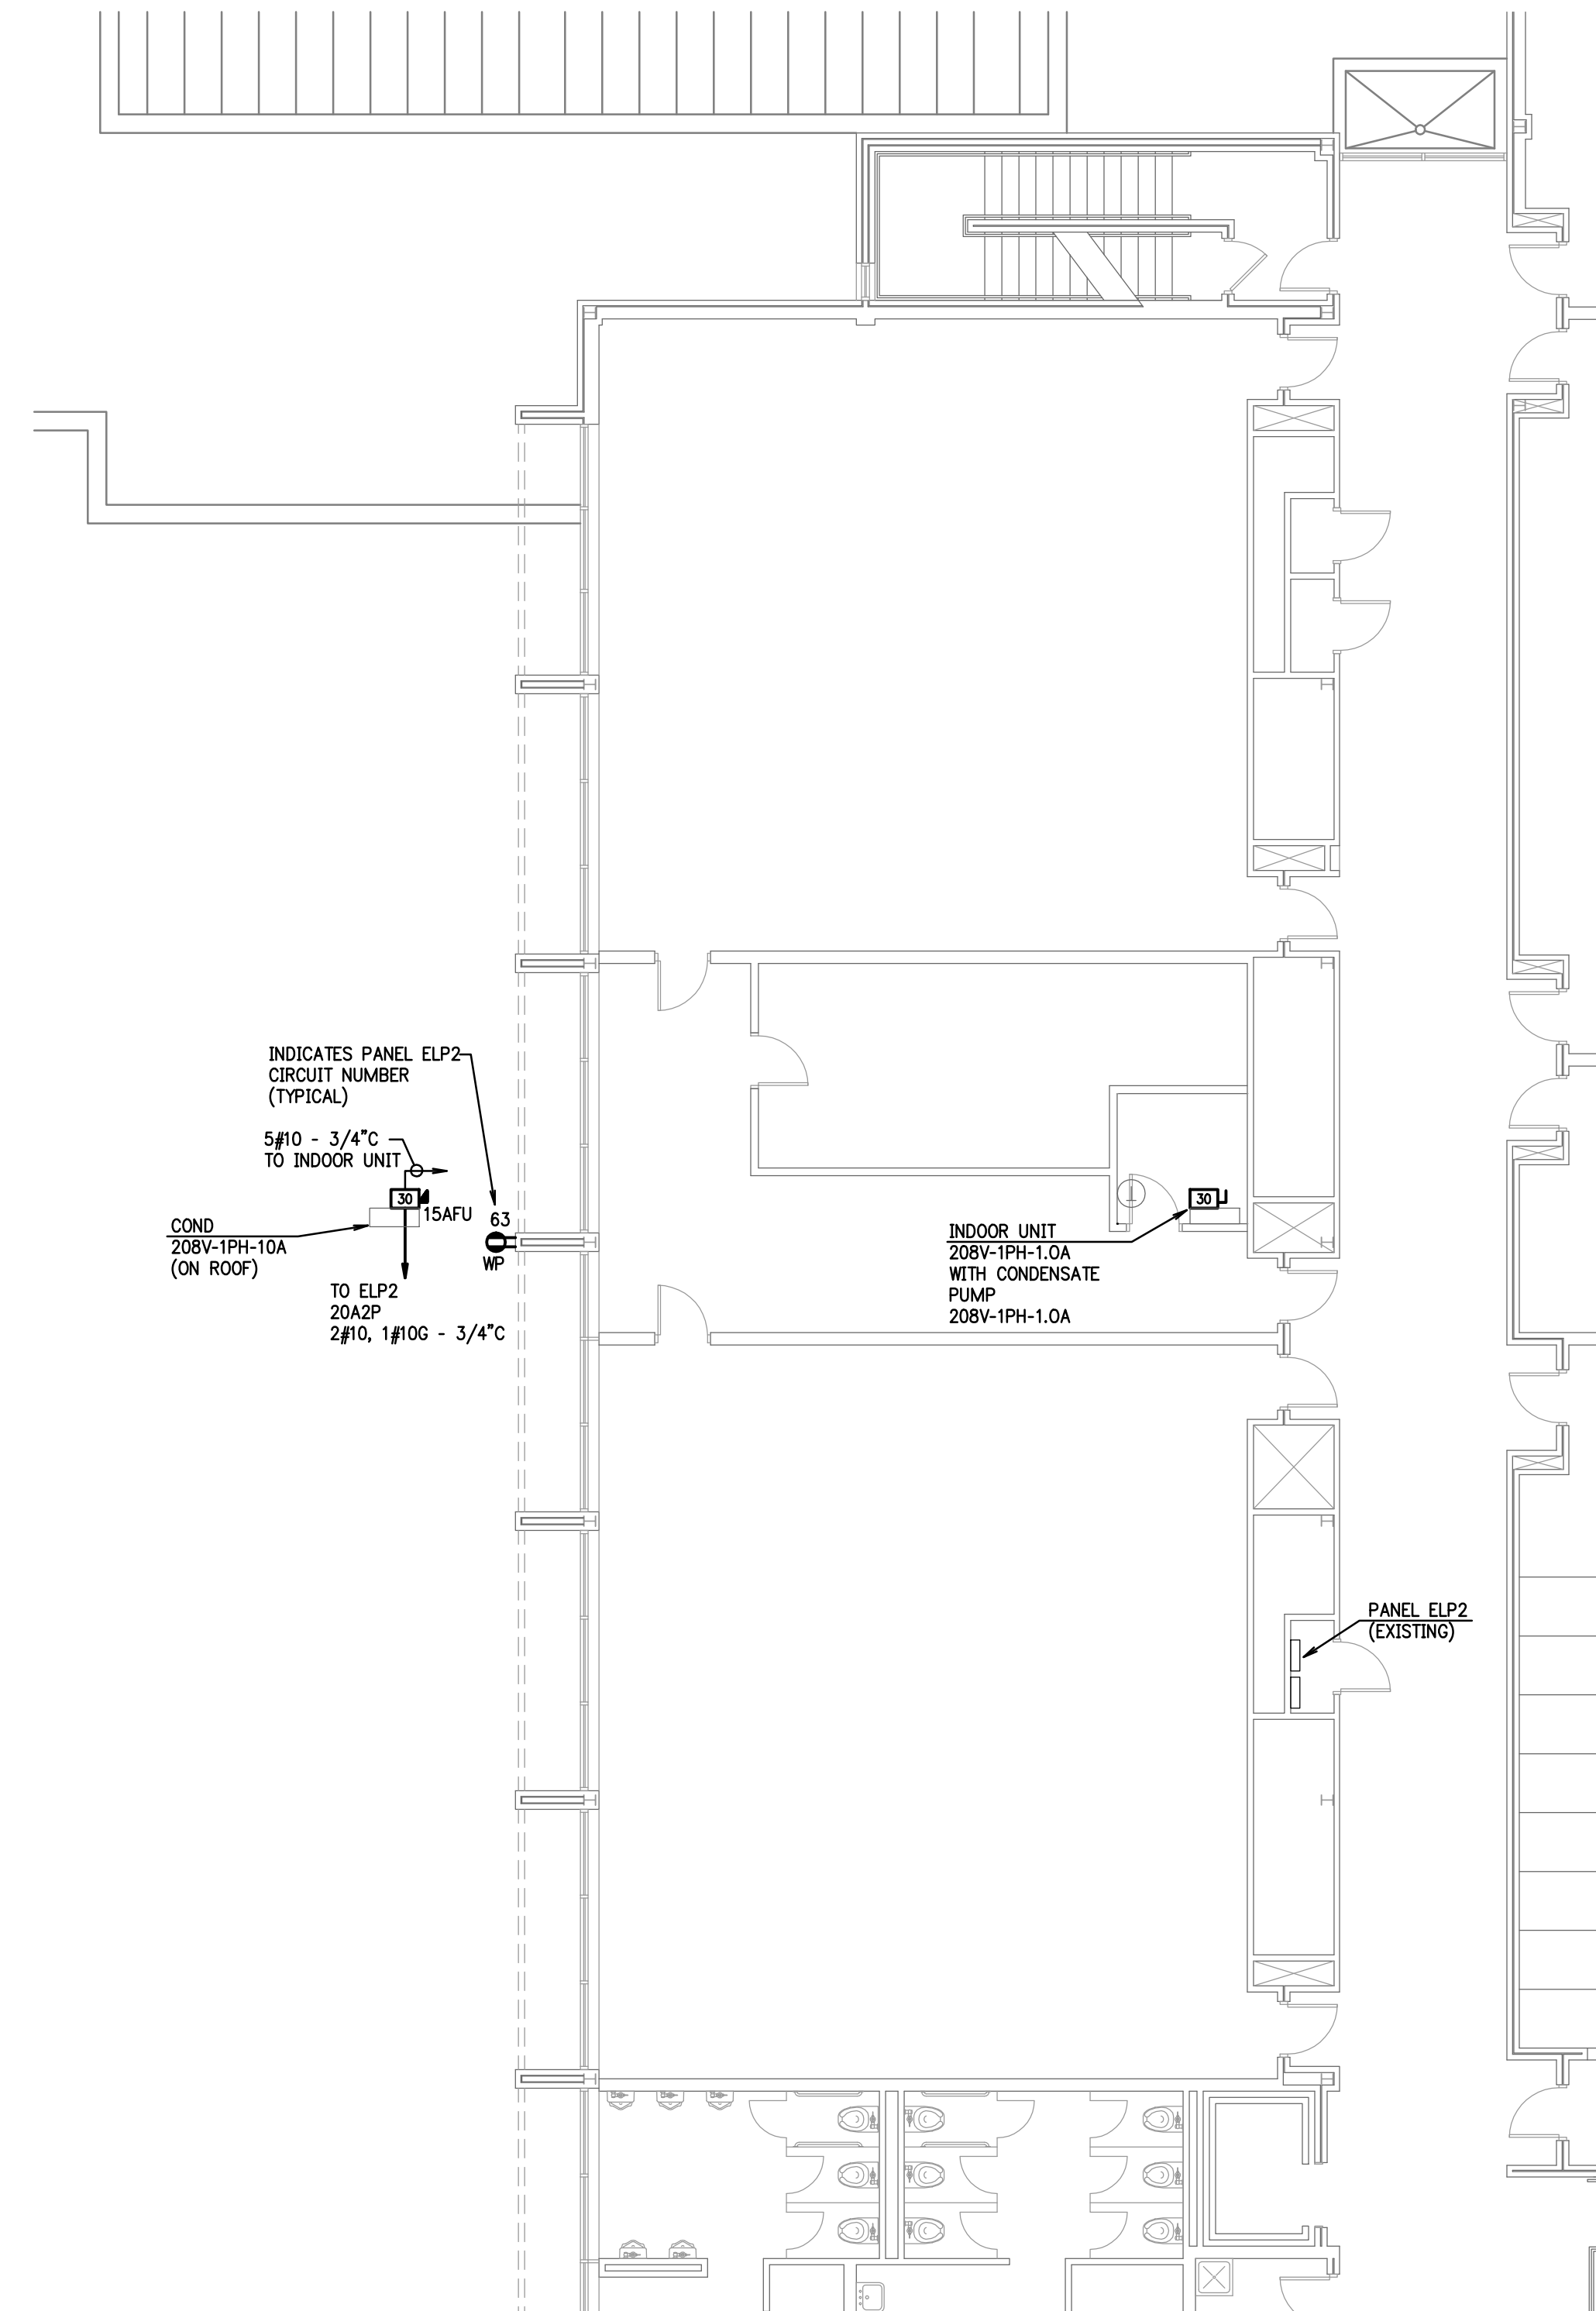 INDICATES PANEL ELP2
CIRCUIT NUMBER
(TYPICAL)
5#10 - 3/4"C
TO INDOOR UNIT
30
15AFU
63
WP
COND
208V-1PH-10A
(ON ROOF)
TO ELP2
20A2P
2#10, 1#10G - 3/4"C
1
30
INDOOR UNIT
208V-1PH-1.0A
WITH CONDENSATE
PUMP
208V-1PH-1.0A
PANEL ELP2
(EXISTING)